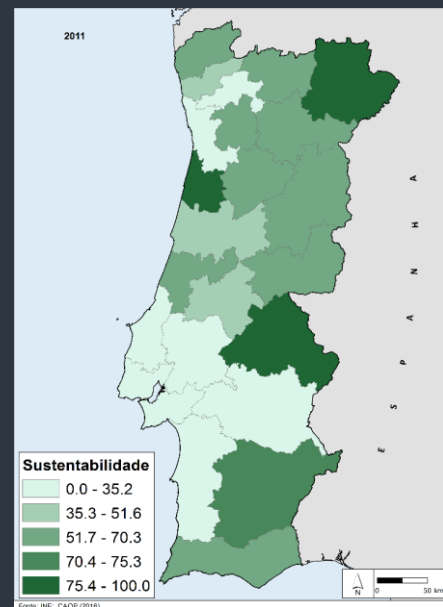 2011
ESPANHA
Sustentabilidade
0.0 - 35.2
35.3 - 51.6
51.7 - 70.3
70.4 - 75.3
75.4 - 100.0
N
0 50 km
Fonte: INE; CAOP (2016)